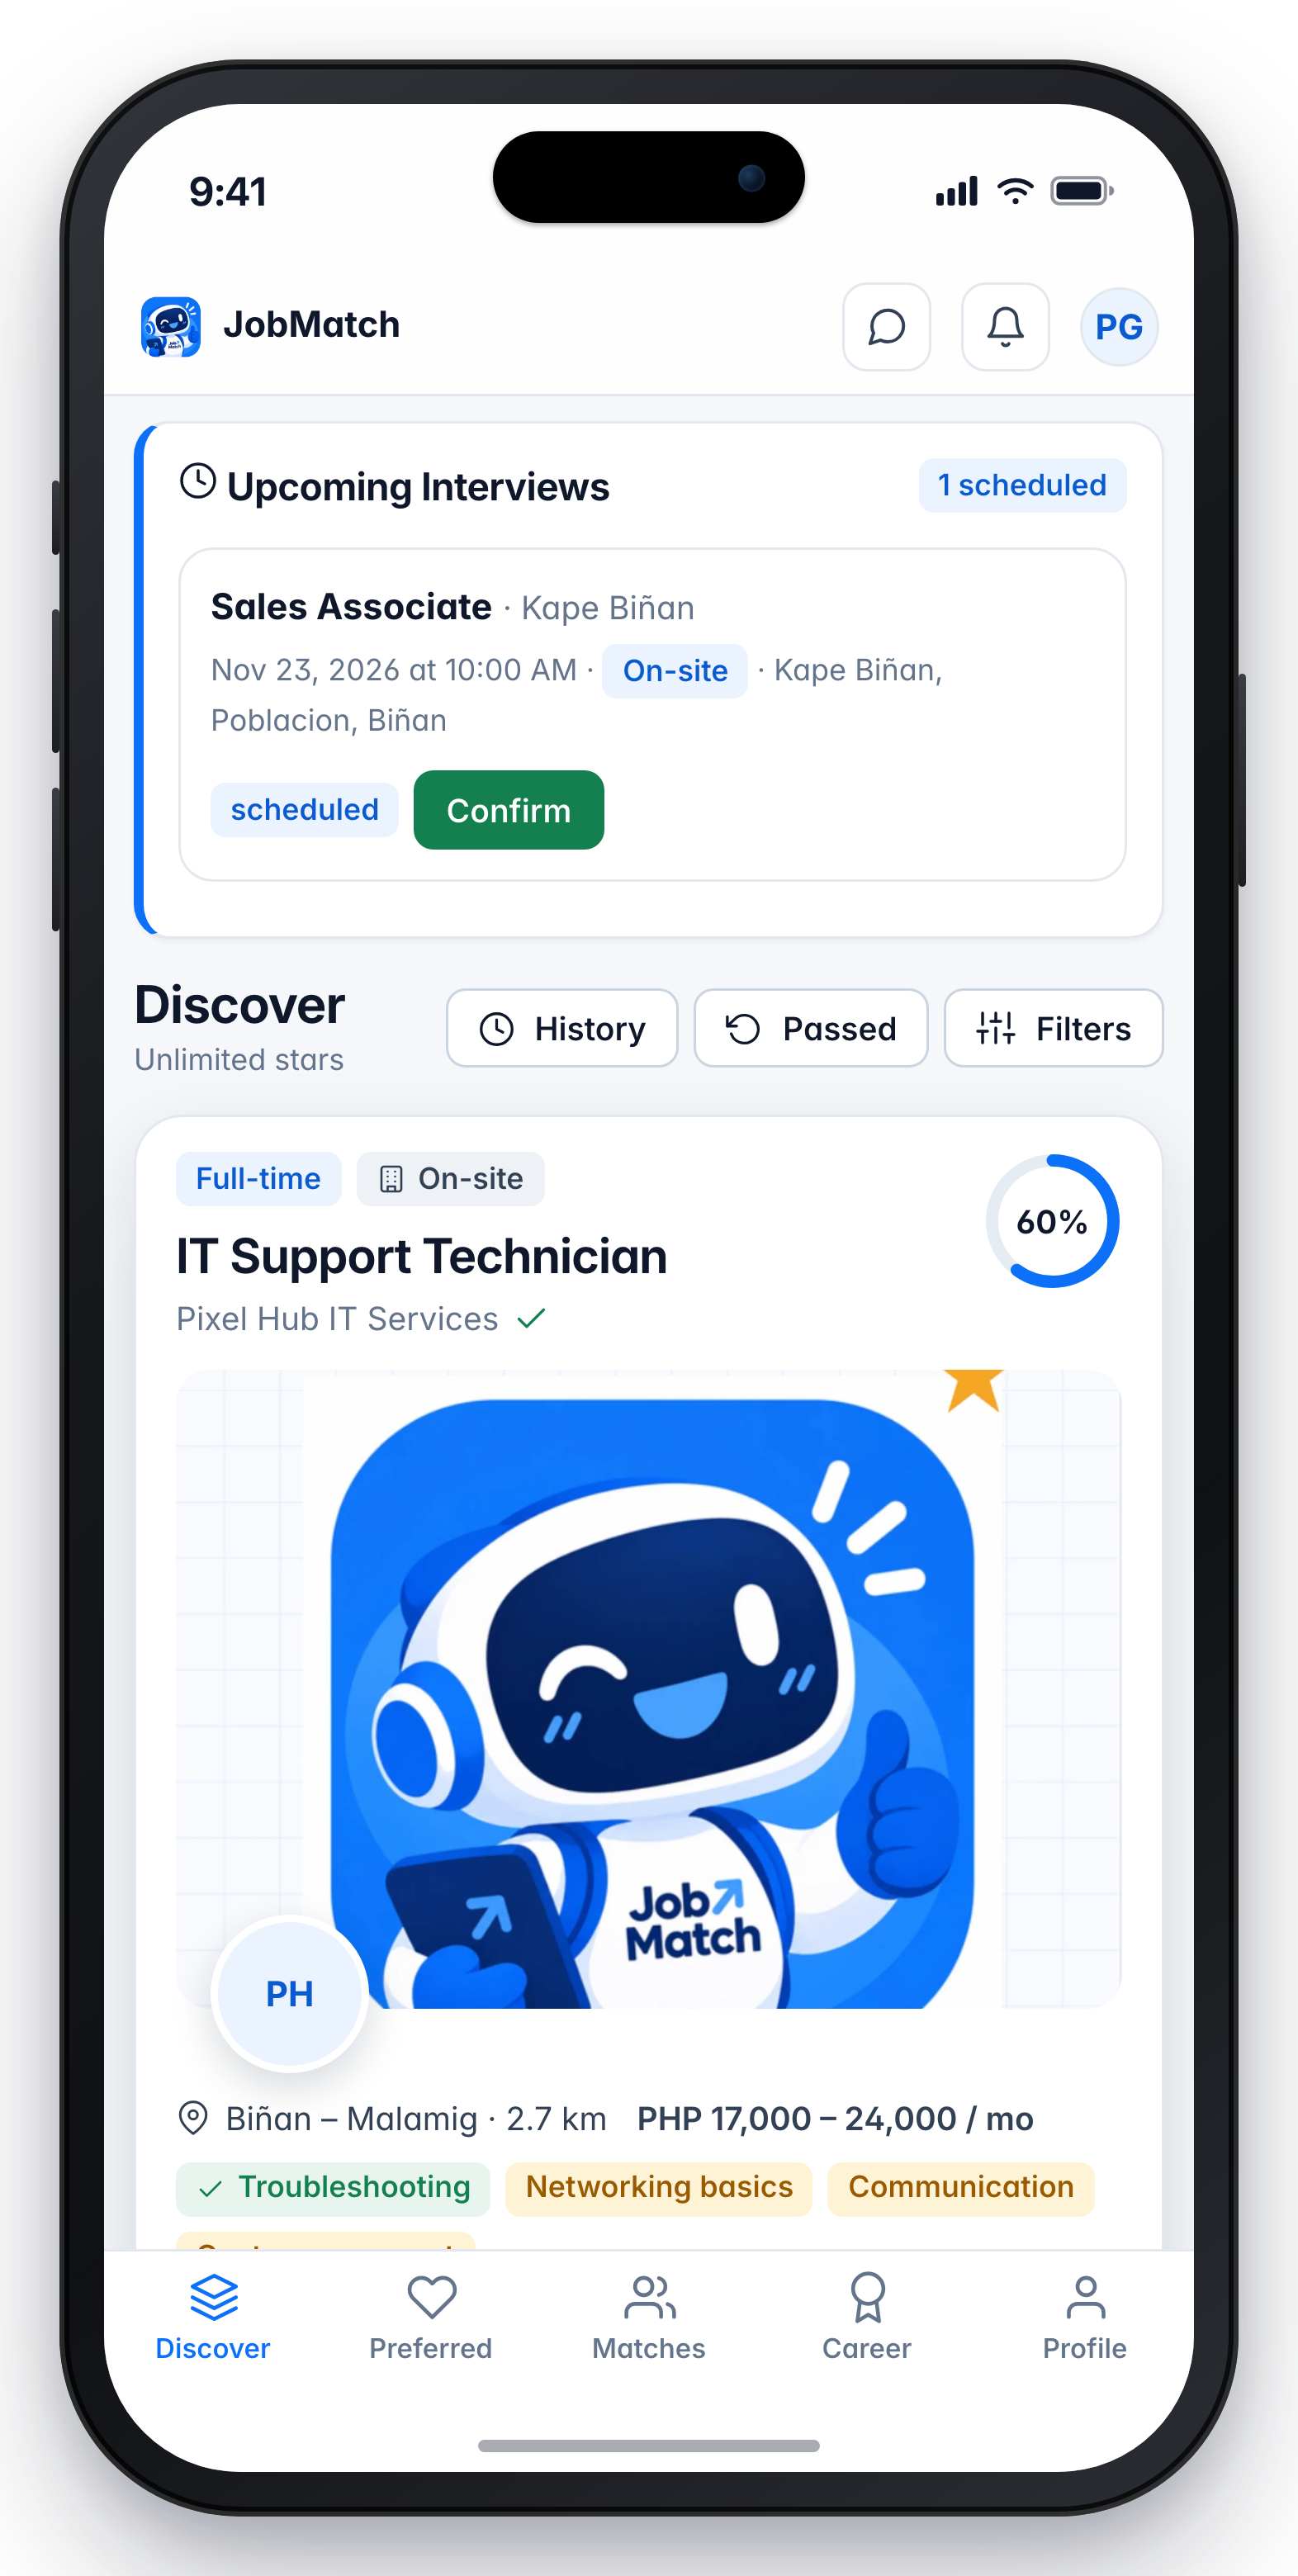 9:41
JobMatch
PG
Upcoming Interviews
1 scheduled
Sales Associate · Kape Biñan
Nov 23, 2026 at 10:00 AM · On-site · Kape Biñan,
Poblacion, Biñan
scheduled
Confirm
Discover
Unlimited stars
History
Passed
Filters
Full-time
On-site
60%
IT Support Technician
Pixel Hub IT Services
Job
Match
PH
Biñan – Malamig · 2.7 km PHP 17,000 – 24,000 / mo
Troubleshooting
Networking basics
Communication
Discover
Preferred
Matches
Career
Profile